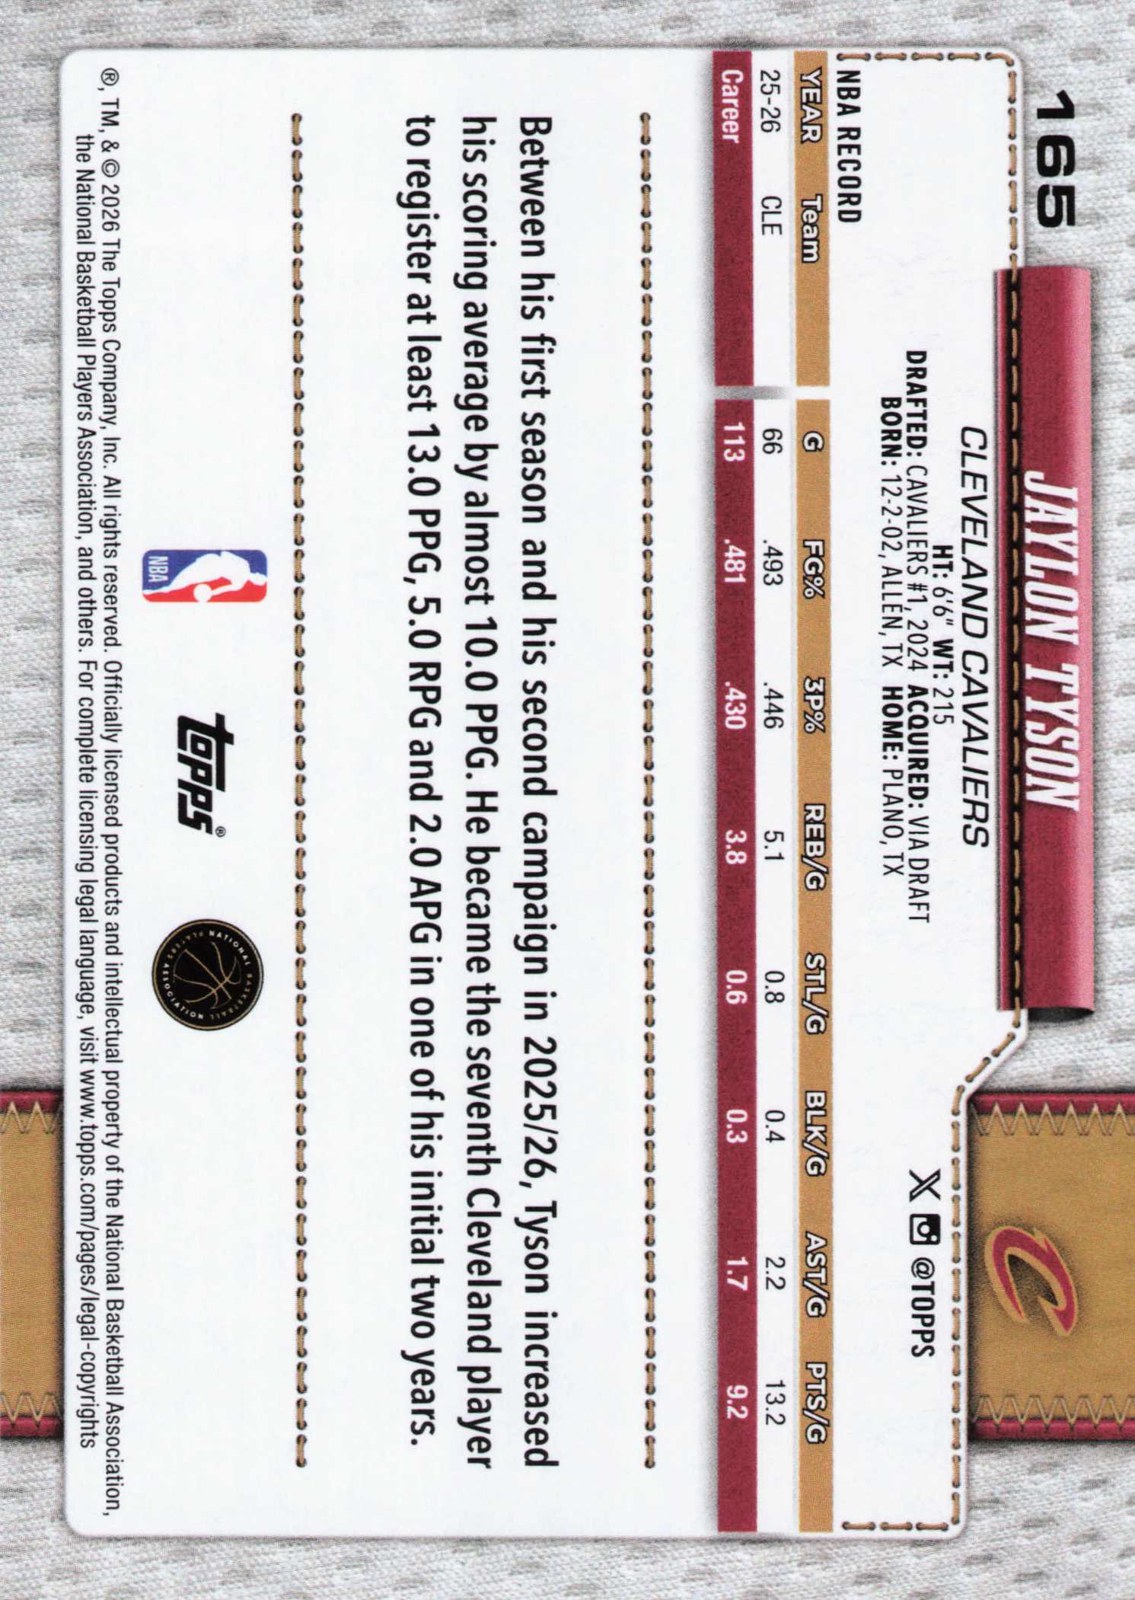 165
JAYLON TYSON
CLEVELAND CAVALIERS
HT: 6'6" WT: 215
DRAFTED: CAVALIERS #1, 2024 ACQUIRED: VIA DRAFT
BORN: 12-2-02, ALLEN, TX HOME: PLANO, TX
@TOPPS
C
NBA RECORD
YEAR Team G FG% 3P% REB/G STL/G BLK/G AST/G PTS/G
25-26 CLE 66 .493 .446 5.1 0.8 0.4 2.2 13.2
Career 113 .481 .430 3.8 0.6 0.3 1.7 9.2
Between his first season and his second campaign in 2025/26, Tyson increased
his scoring average by almost 10.0 PPG. He became the seventh Cleveland player
to register at least 13.0 PPG, 5.0 RPG and 2.0 APG in one of his initial two years.
NBA
topps®
NATIONAL BASKETBALL PLAYERS ASSOCIATION
®, TM, & © 2026 The Topps Company, Inc. All rights reserved. Officially licensed products and intellectual property of the National Basketball Association,
the National Basketball Players Association, and others. For complete licensing legal language, visit www.topps.com/pages/legal-copyrights